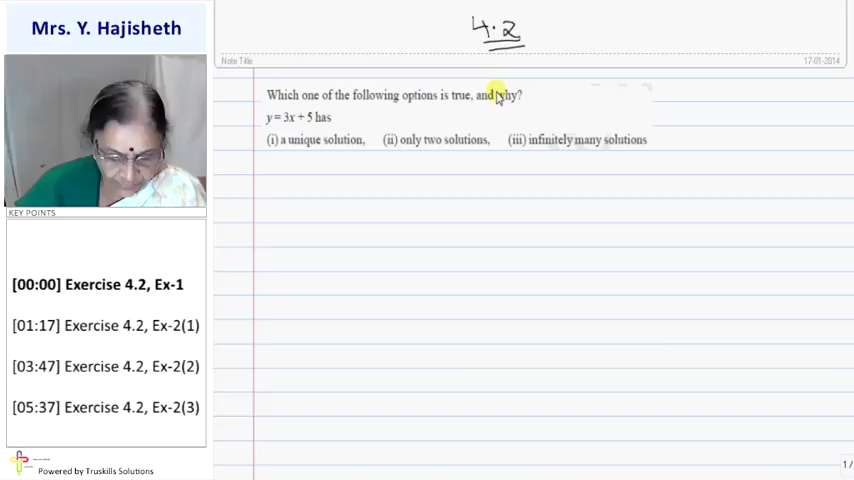 Mrs. Y. Hajisheth
4.2
Note Title
17-01-2014
Which one of the following options is true, and why?
y = 3x + 5 has
(i) a unique solution, (ii) only two solutions, (iii) infinitely many solutions
KEY POINTS
[00:00] Exercise 4.2, Ex-1
[01:17] Exercise 4.2, Ex-2(1)
[03:47] Exercise 4.2, Ex-2(2)
[05:37] Exercise 4.2, Ex-2(3)
Powered by Truskills Solutions
1/